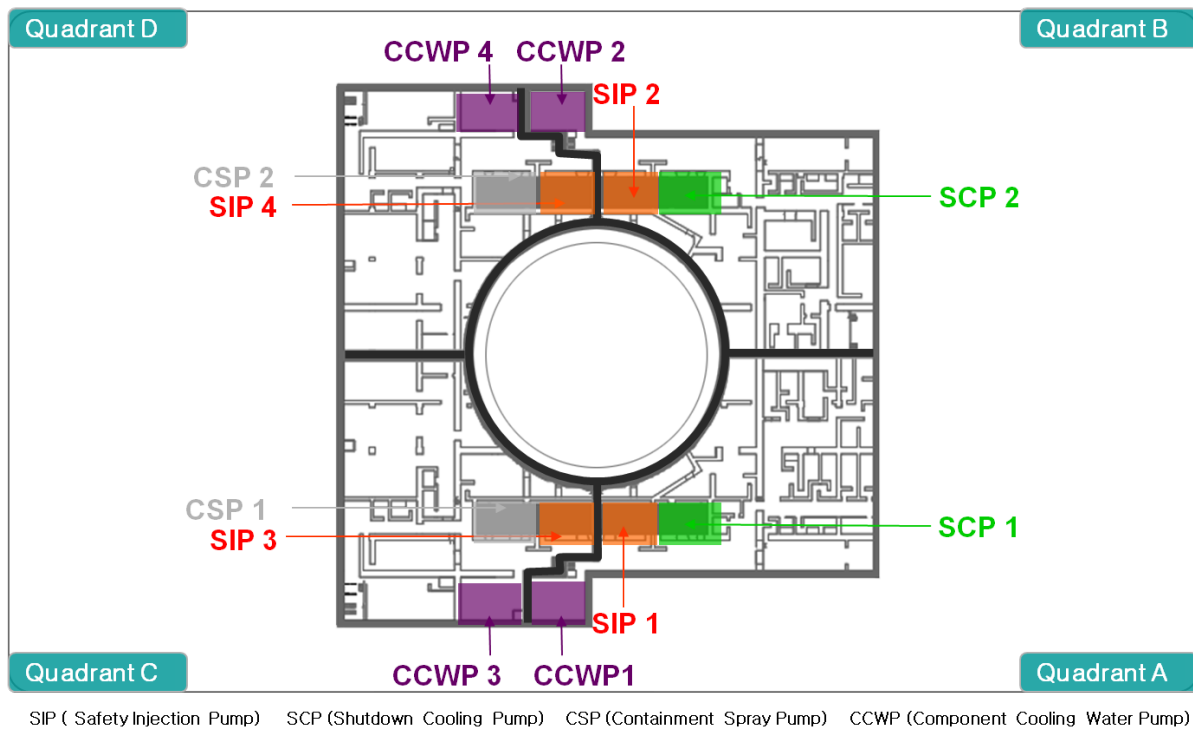 Quadrant D
Quadrant B
CCWP 4
CCWP 2
SIP 2
CSP 2
SIP 4
SCP 2
CSP 1
SIP 3
SCP 1
SIP 1
CCWP 3
CCWP1
Quadrant C
Quadrant A
SIP ( Safety Injection Pump) SCP (Shutdown Cooling Pump) CSP (Containment Spray Pump) CCWP (Component Cooling Water Pump)